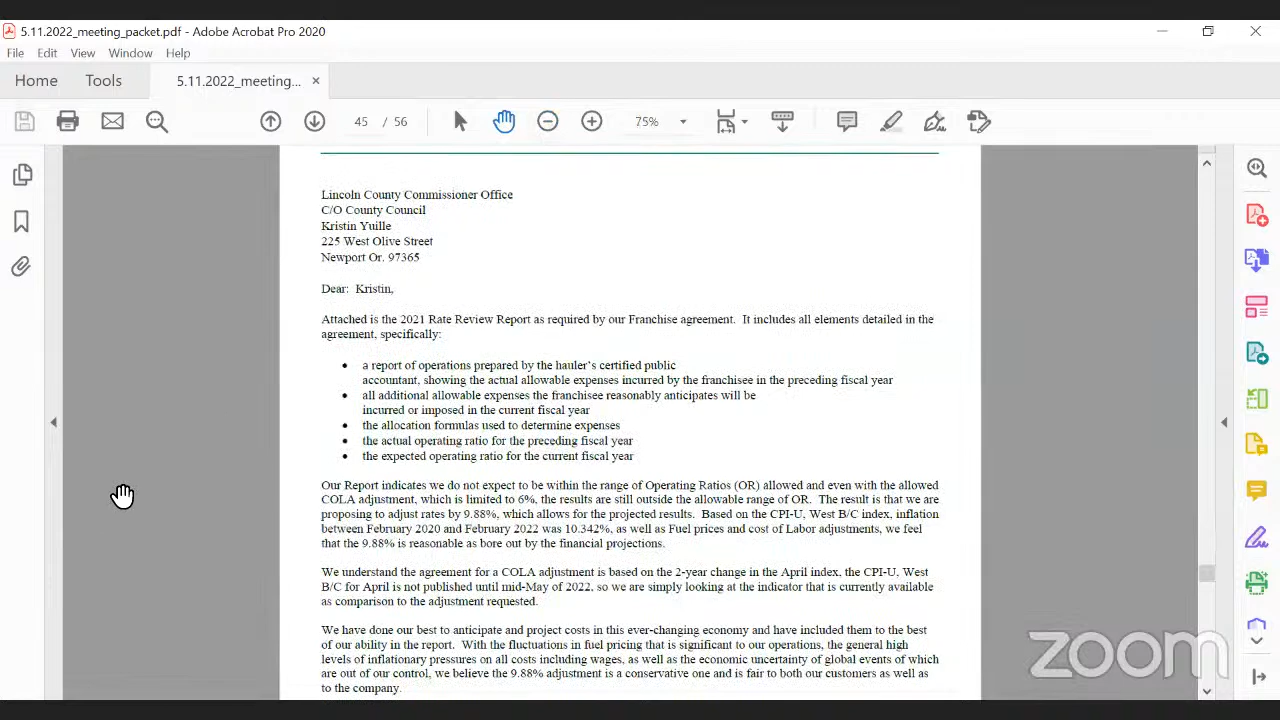 5.11.2022_meeting_packet.pdf - Adobe Acrobat Pro 2020
File Edit View Window Help
Home Tools 5.11.2022_meeting... ×
45 / 56 75%
Lincoln County Commissioner Office
C/O County Council
Kristin Yuille
225 West Olive Street
Newport Or. 97365
Dear: Kristin,
Attached is the 2021 Rate Review Report as required by our Franchise agreement. It includes all elements detailed in the
agreement, specifically:
• a report of operations prepared by the hauler's certified public
accountant, showing the actual allowable expenses incurred by the franchisee in the preceding fiscal year
• all additional allowable expenses the franchisee reasonably anticipates will be
incurred or imposed in the current fiscal year
• the allocation formulas used to determine expenses
• the actual operating ratio for the preceding fiscal year
• the expected operating ratio for the current fiscal year
Our Report indicates we do not expect to be within the range of Operating Ratios (OR) allowed and even with the allowed
COLA adjustment, which is limited to 6%, the results are still outside the allowable range of OR. The result is that we are
proposing to adjust rates by 9.88%, which allows for the projected results. Based on the CPI-U, West B/C index, inflation
between February 2020 and February 2022 was 10.342%, as well as Fuel prices and cost of Labor adjustments, we feel
that the 9.88% is reasonable as bore out by the financial projections.
We understand the agreement for a COLA adjustment is based on the 2-year change in the April index, the CPI-U, West
B/C for April is not published until mid-May of 2022, so we are simply looking at the indicator that is currently available
as comparison to the adjustment requested.
We have done our best to anticipate and project costs in this ever-changing economy and have included them to the best
of our ability in the report. With the fluctuations in fuel pricing that is significant to our operations, the general high
levels of inflationary pressures on all costs including wages, as well as the economic uncertainty of global events of which
are out of our control, we believe the 9.88% adjustment is a conservative one and is fair to both our customers as well as
to the company.
zoom